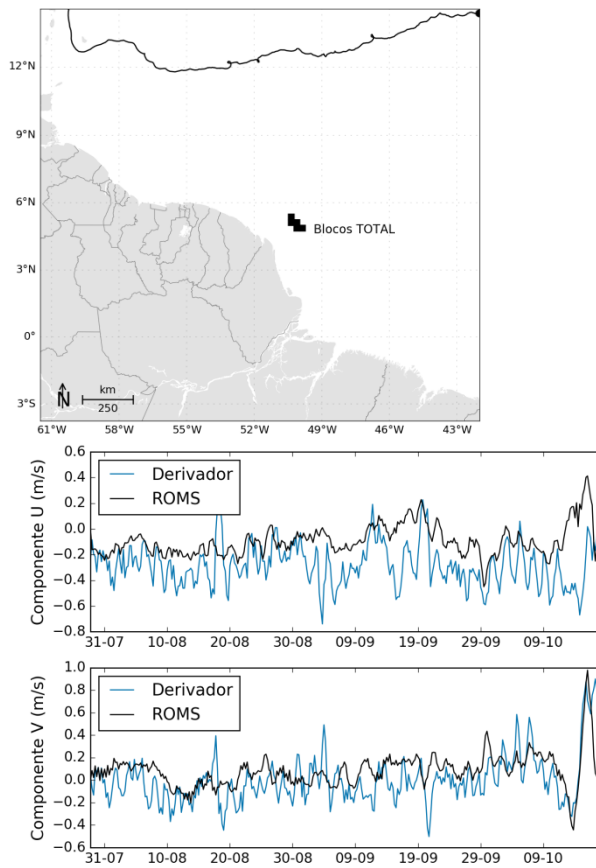 12°N
9°N
6°N
Blocos TOTAL
3°N
0°
N
km
250
3°S
61°W 58°W 55°W 52°W 49°W 46°W 43°W
Componente U (m/s)
0.6
0.4
0.2
0.0
−0.2
−0.4
−0.6
−0.8
Derivador
ROMS
31-07 10-08 20-08 30-08 09-09 19-09 29-09 09-10
Componente V (m/s)
1.0
0.8
0.6
0.4
0.2
0.0
−0.2
−0.4
−0.6
Derivador
ROMS
31-07 10-08 20-08 30-08 09-09 19-09 29-09 09-10